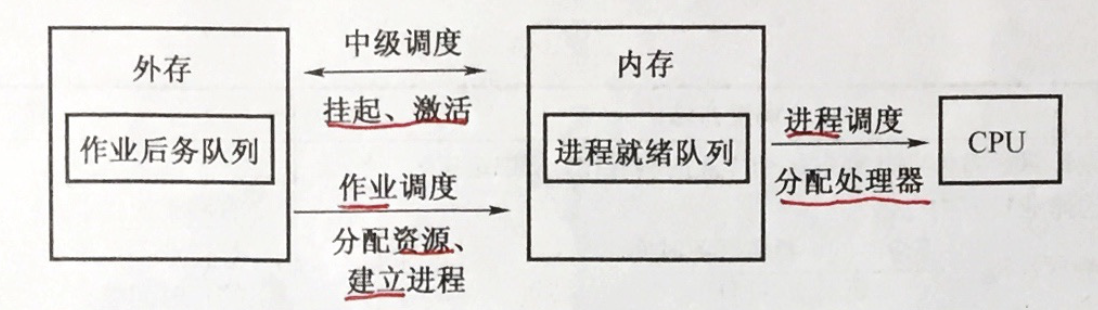 外存
作业后务队列
中级调度
挂起、激活
作业调度
分配资源、
建立进程
内存
进程就绪队列
进程调度
分配处理器
CPU